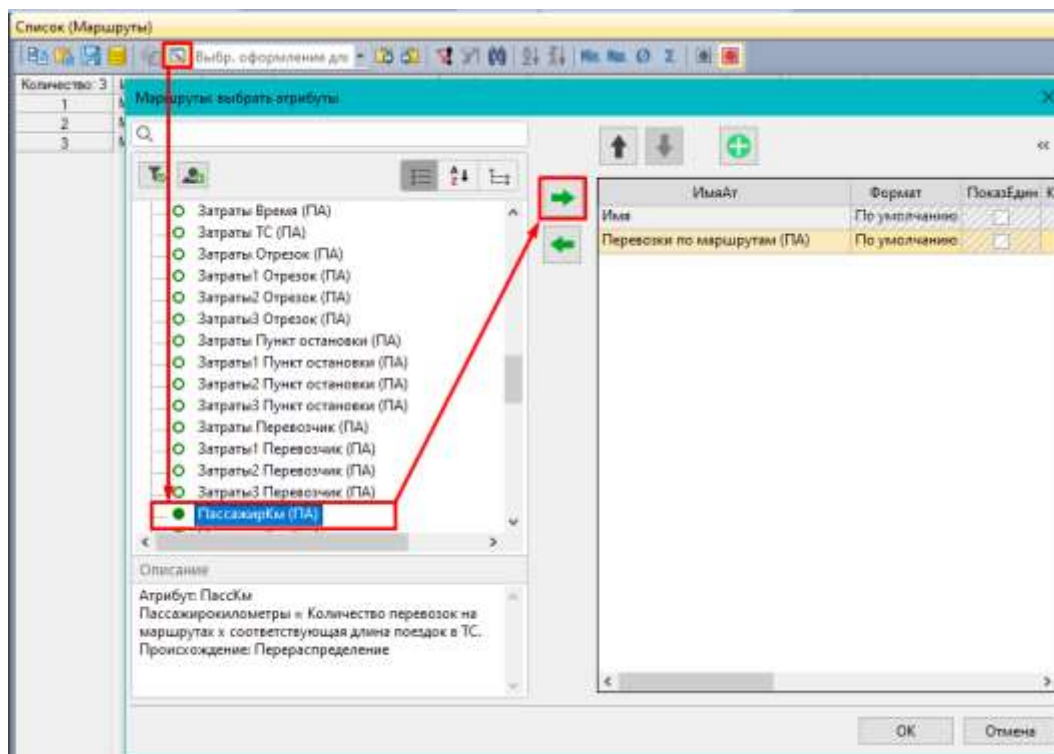 Список (Маршруты)
Выбр. оформление для
Количество: 3
1
2
3
Маршруты: выбрать атрибуты
ИмяАт Формат ПоказЕдин К
Имя По умолчанию
Перевозки по маршрутам (ПА) По умолчанию
Затраты Время (ПА)
Затраты ТС (ПА)
Затраты Отрезок (ПА)
Затраты1 Отрезок (ПА)
Затраты2 Отрезок (ПА)
Затраты3 Отрезок (ПА)
Затраты Пункт остановки (ПА)
Затраты1 Пункт остановки (ПА)
Затраты2 Пункт остановки (ПА)
Затраты3 Пункт остановки (ПА)
Затраты Перевозчик (ПА)
Затраты1 Перевозчик (ПА)
Затраты2 Перевозчик (ПА)
Затраты3 Перевозчик (ПА)
ПассажирКм (ПА)
Описание
Атрибут: ПассКм
Пассажирокилометры = Количество перевозок на
маршрутах х соответствующая длина поездок в ТС.
Происхождение: Перераспределение
OK Отмена